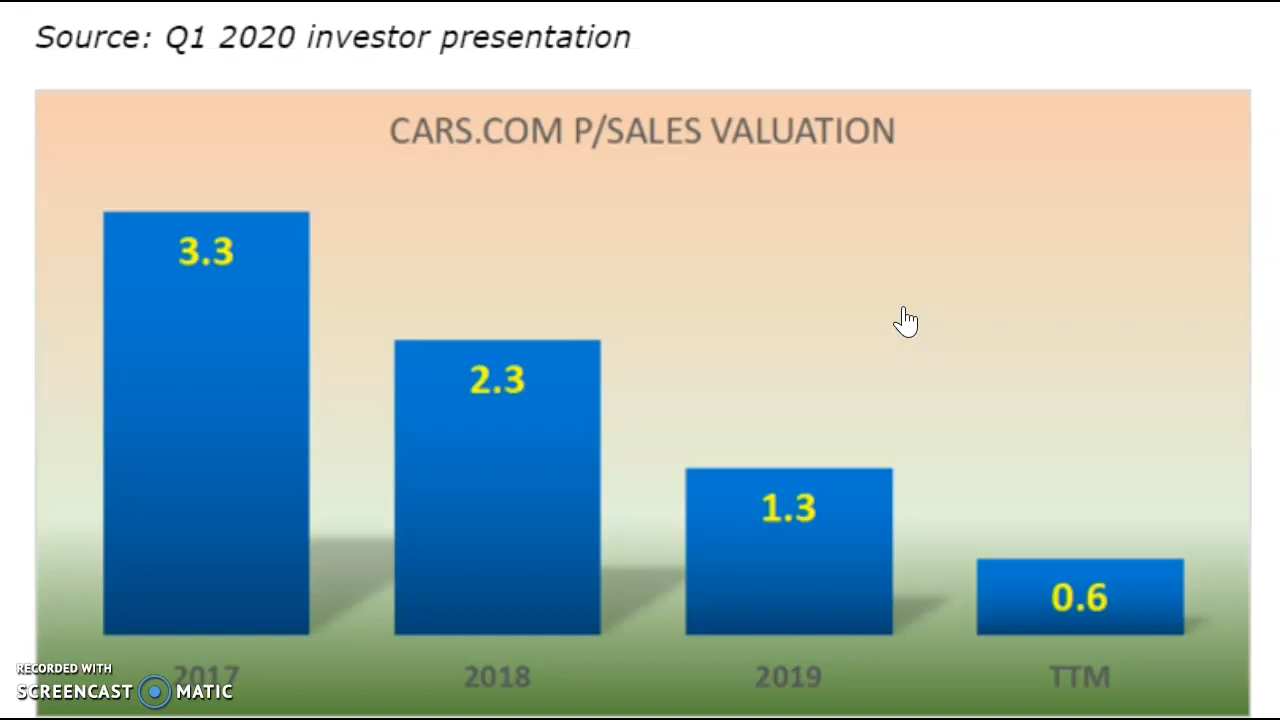 Source: Q1 2020 investor presentation
CARS.COM P/SALES VALUATION
3.3
2.3
1.3
0.6
2017 2018 2019 TTM
RECORDED WITH
SCREENCAST MATIC